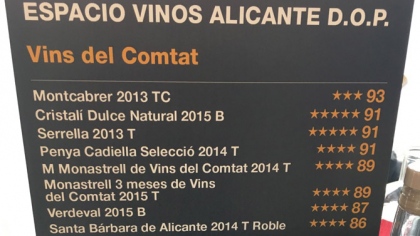 ESPACIO VINOS ALICANTE D.O.P.
Vins del Comtat
Montcabrer 2013 TC ★★★ 93
Cristalí Dulce Natural 2015 B ★★★★★ 91
Serrella 2013 T ★★★★ 91
Penya Cadiella Selecció 2014 T ★★★★ 91
M Monastrell de Vins del Comtat 2014 T ★★★★ 89
Monastrell 3 meses de Vins
del Comtat 2015 T ★★★★ 89
Verdeval 2015 B ★★★★ 87
Santa Bárbara de Alicante 2014 T Roble ★★★★ 86